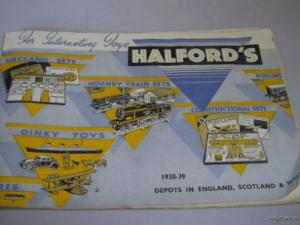 For Interesting Toys
HALFORD'S
MECCANO SETS
HORNBY TRAIN SETS
CONSTRUCTIONAL SETS
MECCANO
DINKY TOYS
1938-39
DEPOTS IN ENGLAND, SCOTLAND &